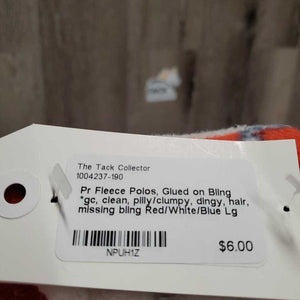 The Tack Collector
1004237-190
Pr Fleece Polos, Glued on Bling
*gc, clean, pilly/clumpy, dingy, hair,
missing bling Red/White/Blue Lg
$6.00
NPUH1Z